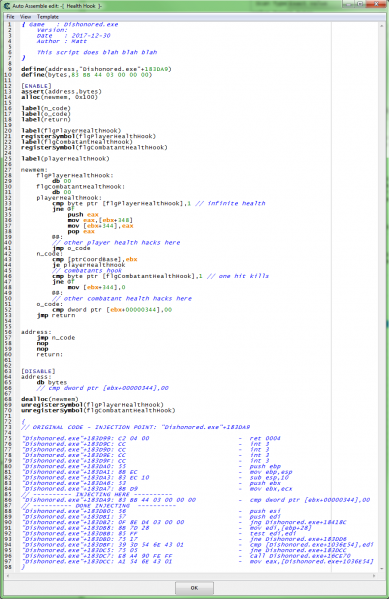 Auto Assemble edit: -{ Health Hook }-
File View Template
1 { Game : Dishonored.exe
Version:
Date : 2017-12-30
Author : Matt
This script does blah blah blah
}
define(address,"Dishonored.exe"+183DA9)
define(bytes,83 BB 44 03 00 00 00)
[ENABLE]
assert(address,bytes)
alloc(newmem, 0x100)
label(n_code)
label(o_code)
label(return)
label(flgPlayerHealthHook)
registerSymbol(flgPlayerHealthHook)
label(flgCombatantHealthHook)
registerSymbol(flgCombatantHealthHook)
label(playerHealthHook)
newmem:
flgPlayerHealthHook:
db 00
flgCombatantHealthHook:
db 00
playerHealthHook:
cmp byte ptr [flgPlayerHealthHook],1 // infinite health
jne @f
push eax
mov eax,[ebx+348]
mov [ebx+344],eax
pop eax
@@:
// other player health hacks here
jmp o_code
n_code:
cmp [ptrCoordBase],ebx
je playerHealthHook
// combatants hook
cmp byte ptr [flgCombatantHealthHook],1 // one hit kills
jne @f
mov [ebx+344],0
@@:
// other combatant health hacks here
o_code:
cmp dword ptr [ebx+00000344],00
jmp return
address:
jmp n_code
nop
nop
return:
[DISABLE]
address:
db bytes
// cmp dword ptr [ebx+00000344],00
dealloc(newmem)
unregisterSymbol(flgPlayerHealthHook)
unregisterSymbol(flgCombatantHealthHook)
{
// ORIGINAL CODE - INJECTION POINT: "Dishonored.exe"+183DA9
"Dishonored.exe"+183D99: C2 04 00 - ret 0004
"Dishonored.exe"+183D9C: CC - int 3
"Dishonored.exe"+183D9D: CC - int 3
"Dishonored.exe"+183D9E: CC - int 3
"Dishonored.exe"+183D9F: CC - int 3
"Dishonored.exe"+183DA0: 55 - push ebp
"Dishonored.exe"+183DA1: 8B EC - mov ebp,esp
"Dishonored.exe"+183DA3: 83 EC 10 - sub esp,10
"Dishonored.exe"+183DA6: 53 - push ebx
"Dishonored.exe"+183DA7: 8B D9 - mov ebx,ecx
// ---------- INJECTING HERE ----------
"Dishonored.exe"+183DA9: 83 BB 44 03 00 00 00 - cmp dword ptr [ebx+00000344],00
// ---------- DONE INJECTING ----------
"Dishonored.exe"+183DB0: 56 - push esi
"Dishonored.exe"+183DB1: 57 - push edi
"Dishonored.exe"+183DB2: 0F 8E D4 03 00 00 - jng Dishonored.exe+18418C
"Dishonored.exe"+183DB8: 8B 7D 28 - mov edi,[ebp+28]
"Dishonored.exe"+183DBB: 85 FF - test edi,edi
"Dishonored.exe"+183DBD: 75 17 - jne Dishonored.exe+183DD6
"Dishonored.exe"+183DBF: 39 3D 54 6E 43 01 - cmp [Dishonored.exe+1036E54],edi
"Dishonored.exe"+183DC5: 75 05 - jne Dishonored.exe+183DCC
"Dishonored.exe"+183DC7: E8 A4 90 FE FF - call Dishonored.exe+16CE70
"Dishonored.exe"+183DCC: A1 54 6E 43 01 - mov eax,[Dishonored.exe+1036E54]
}
OK